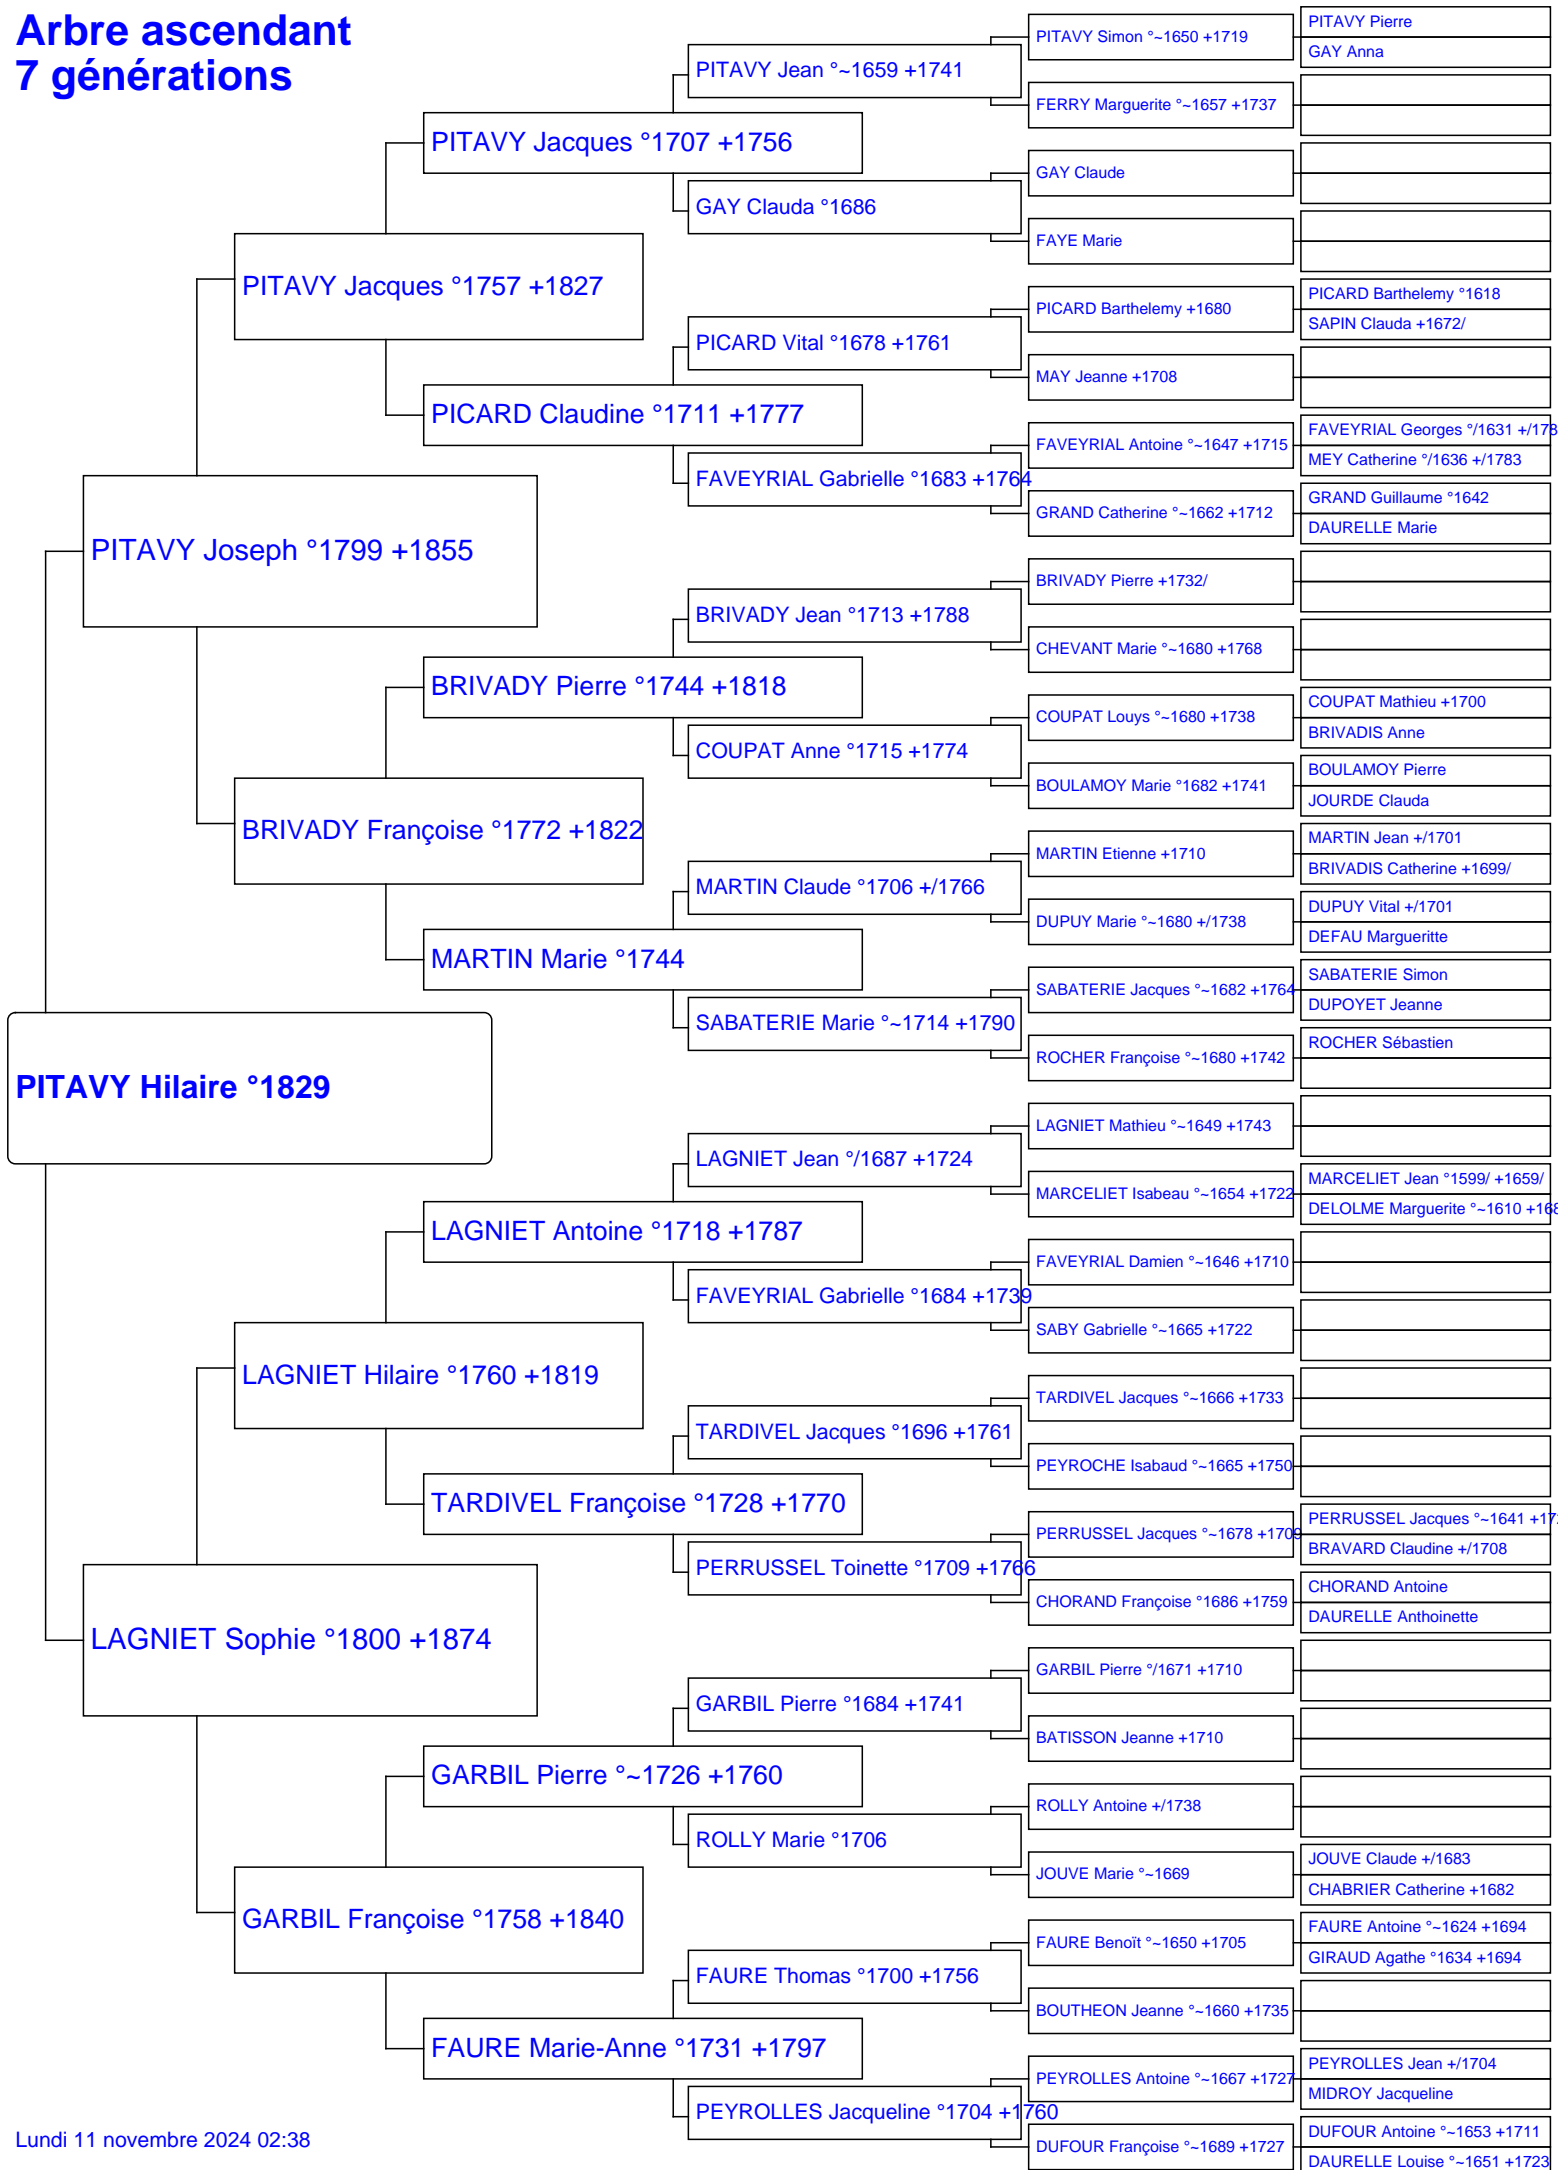 Arbre ascendant
7 générations
PITAVY Hilaire °1829
PITAVY Joseph °1799 +1855
LAGNIET Sophie °1800 +1874
PITAVY Jacques °1757 +1827
BRIVADY Françoise °1772 +1822
LAGNIET Hilaire °1760 +1819
GARBIL Françoise °1758 +1840
PITAVY Jacques °1707 +1756
PICARD Claudine °1711 +1777
BRIVADY Pierre °1744 +1818
MARTIN Marie °1744
LAGNIET Antoine °1718 +1787
TARDIVEL Françoise °1728 +1770
GARBIL Pierre °~1726 +1760
FAURE Marie-Anne °1731 +1797
PITAVY Jean °~1659 +1741
GAY Clauda °1686
PICARD Vital °1678 +1761
FAVEYRIAL Gabrielle °1683 +1764
BRIVADY Jean °1713 +1788
COUPAT Anne °1715 +1774
MARTIN Claude °1706 +/1766
SABATERIE Marie °~1714 +1790
LAGNIET Jean °/1687 +1724
FAVEYRIAL Gabrielle °1684 +1739
TARDIVEL Jacques °1696 +1761
PERRUSSEL Toinette °1709 +1766
GARBIL Pierre °1684 +1741
ROLLY Marie °1706
FAURE Thomas °1700 +1756
PEYROLLES Jacqueline °1704 +1760
PITAVY Simon °~1650 +1719
FERRY Marguerite °~1657 +1737
GAY Claude
FAYE Marie
PICARD Barthelemy +1680
MAY Jeanne +1708
FAVEYRIAL Antoine °~1647 +1715
GRAND Catherine °~1662 +1712
BRIVADY Pierre +1732/
CHEVANT Marie °~1680 +1768
COUPAT Louys °~1680 +1738
BOULAMOY Marie °1682 +1741
MARTIN Etienne +1710
DUPUY Marie °~1680 +/1738
SABATERIE Jacques °~1682 +1764
ROCHER Françoise °~1680 +1742
LAGNIET Mathieu °~1649 +1743
MARCELIET Isabeau °~1654 +1722
FAVEYRIAL Damien °~1646 +1710
SABY Gabrielle °~1665 +1722
TARDIVEL Jacques °~1666 +1733
PEYROCHE Isabaud °~1665 +1750
PERRUSSEL Jacques °~1678 +1709
CHORAND Françoise °1686 +1759
GARBIL Pierre °/1671 +1710
BATISSON Jeanne +1710
ROLLY Antoine +/1738
JOUVE Marie °~1669
FAURE Benoït °~1650 +1705
BOUTHEON Jeanne °~1660 +1735
PEYROLLES Antoine °~1667 +1727
DUFOUR Françoise °~1689 +1727
PITAVY Pierre
GAY Anna
PICARD Barthelemy °1618
SAPIN Clauda +1672/
FAVEYRIAL Georges °/1631 +/178
MEY Catherine °/1636 +/1783
GRAND Guillaume °1642
DAURELLE Marie
COUPAT Mathieu +1700
BRIVADIS Anne
BOULAMOY Pierre
JOURDE Clauda
MARTIN Jean +/1701
BRIVADIS Catherine +1699/
DUPUY Vital +/1701
DEFAU Margueritte
SABATERIE Simon
DUPOYET Jeanne
ROCHER Sébastien
MARCELIET Jean °1599/ +1659/
DELOLME Marguerite °~1610 +168
PERRUSSEL Jacques °~1641 +17
BRAVARD Claudine +/1708
CHORAND Antoine
DAURELLE Anthoinette
JOUVE Claude +/1683
CHABRIER Catherine +1682
FAURE Antoine °~1624 +1694
GIRAUD Agathe °1634 +1694
PEYROLLES Jean +/1704
MIDROY Jacqueline
DUFOUR Antoine °~1653 +1711
DAURELLE Louise °~1651 +1723
Lundi 11 novembre 2024 02:38